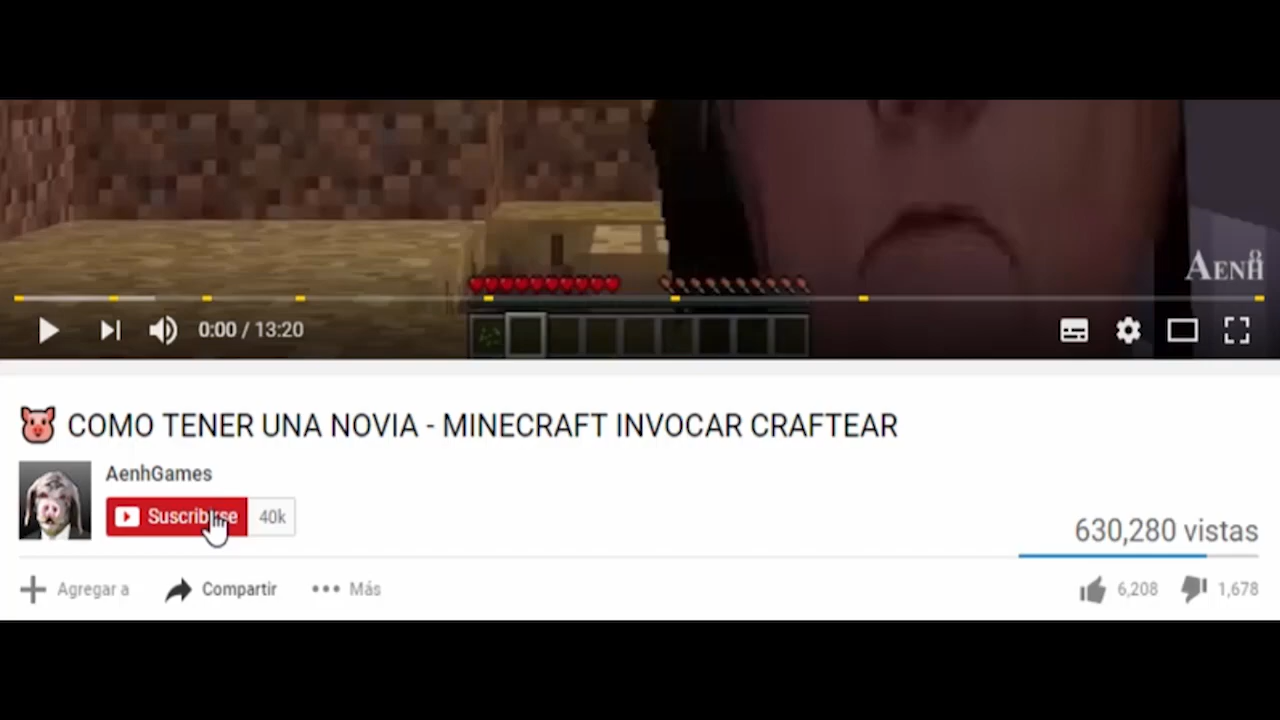 AENH
0:00 / 13:20
COMO TENER UNA NOVIA - MINECRAFT INVOCAR CRAFTEAR
AenhGames
Suscribirse 40k
630,280 vistas
Agregar a Compartir Más
6,208 1,678